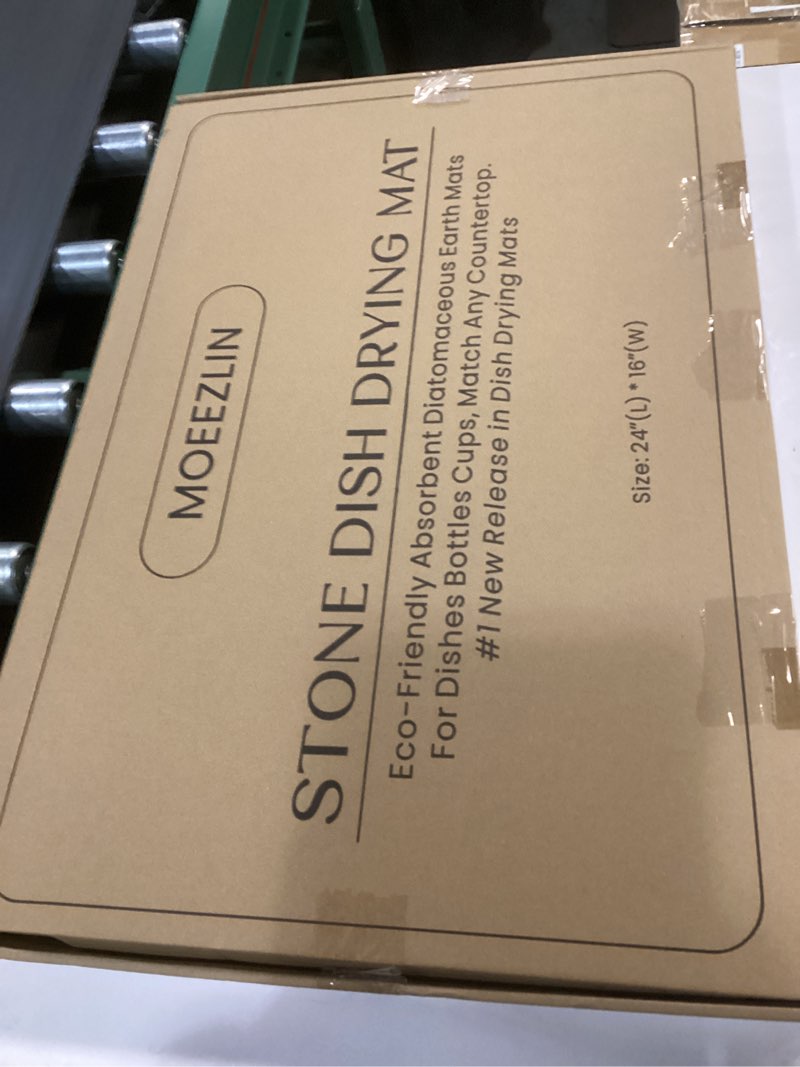 MOEEZLIN
STONE DISH DRYING MAT
Eco-Friendly Absorbent Diatomaceous Earth Mats
For Dishes Bottles Cups, Match Any Countertop.
#1 New Release in Dish Drying Mats
Size: 24"(L) * 16"(W)